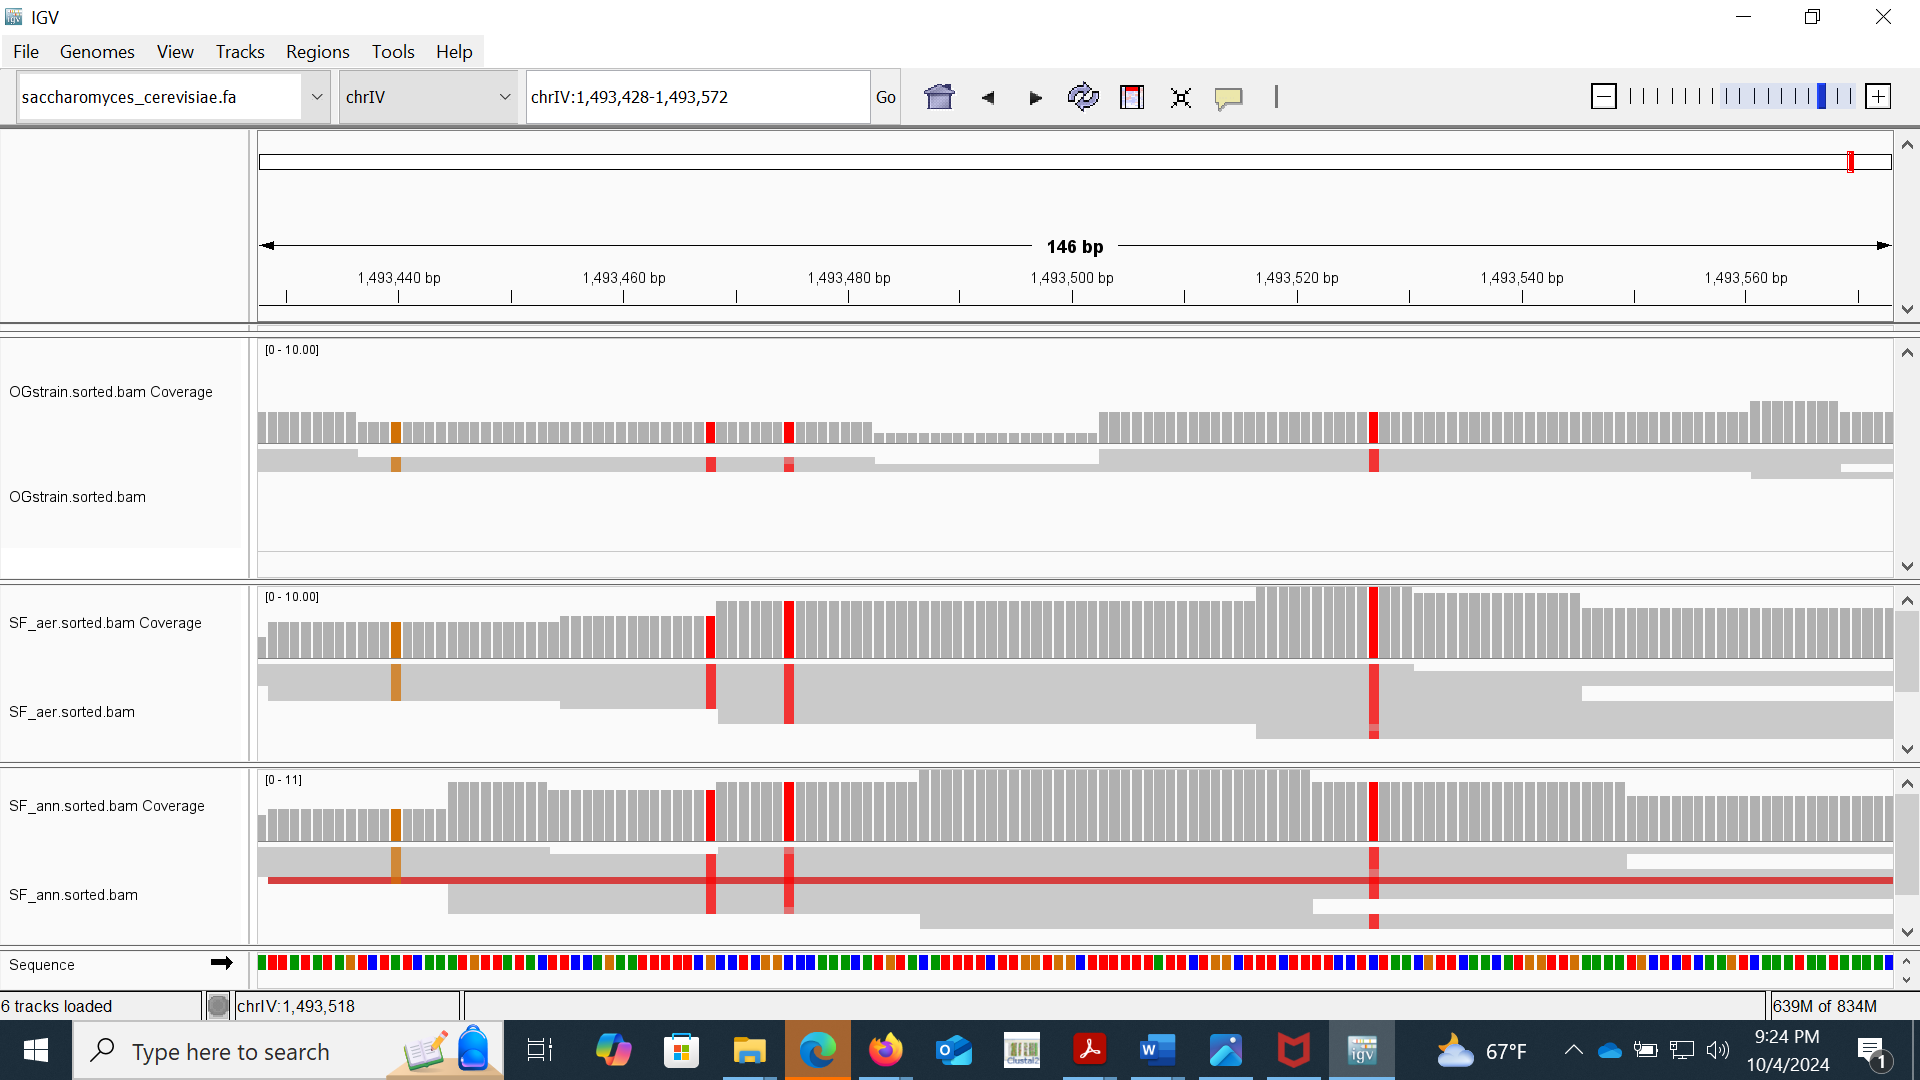 IGV
File Genomes View Tracks Regions Tools Help
saccharomyces_cerevisiae.fa chrIV chrIV:1,493,428-1,493,572 Go
146 bp
1,493,440 bp 1,493,460 bp 1,493,480 bp 1,493,500 bp 1,493,520 bp 1,493,540 bp 1,493,560 bp
[0 - 10.00]
OGstrain.sorted.bam Coverage
OGstrain.sorted.bam
[0 - 10.00]
SF_aer.sorted.bam Coverage
SF_aer.sorted.bam
[0 - 11]
SF_ann.sorted.bam Coverage
SF_ann.sorted.bam
Sequence
6 tracks loaded chrIV:1,493,518 639M of 834M
Type here to search 67°F 9:24 PM
10/4/2024
1
igv
Clustal2